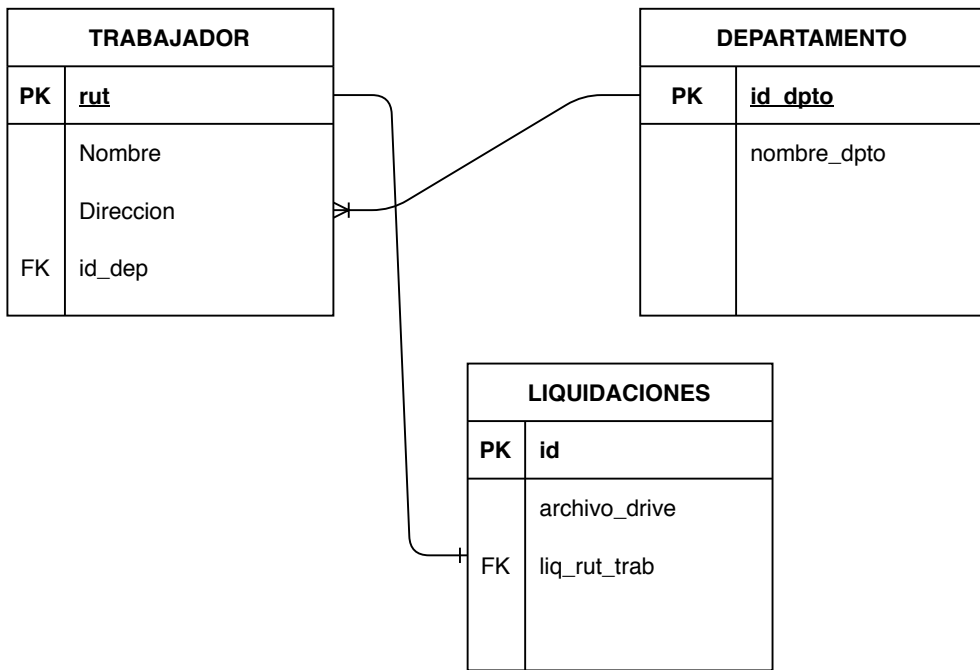 TRABAJADOR
PK rut
Nombre
Direccion
FK id_dep
DEPARTAMENTO
PK id_dpto
nombre_dpto
LIQUIDACIONES
PK id
archivo_drive
FK liq_rut_trab